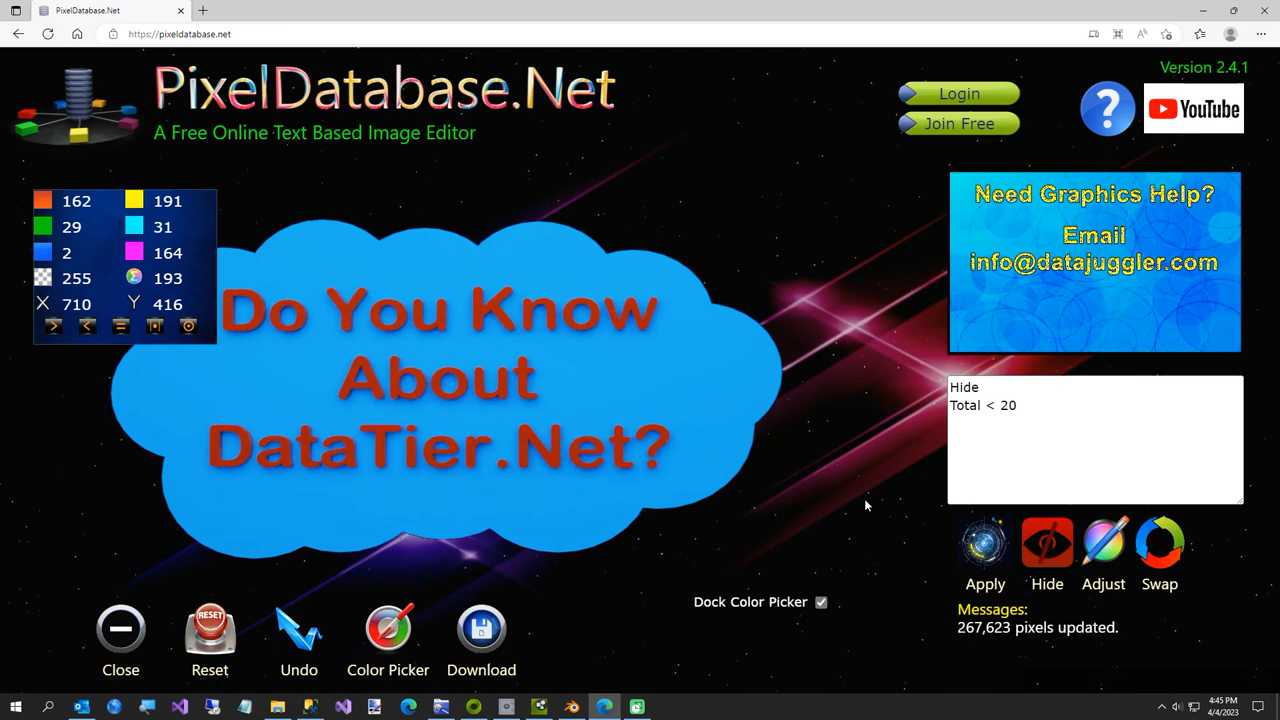 PixelDatabase.Net
https://pixeldatabase.net
PixelDatabase.Net
A Free Online Text Based Image Editor
Login
Join Free
?
YouTube
Version 2.4.1
162 191
29 31
2 164
255 193
X 710 Y 416
Do You Know
About
DataTier.Net?
Need Graphics Help?
Email
info@datajuggler.com
Hide
Total < 20
Apply Hide Adjust Swap
Messages:
267,623 pixels updated.
Dock Color Picker
RESET
Close Reset Undo Color Picker Download
4:45 PM
4/4/2023